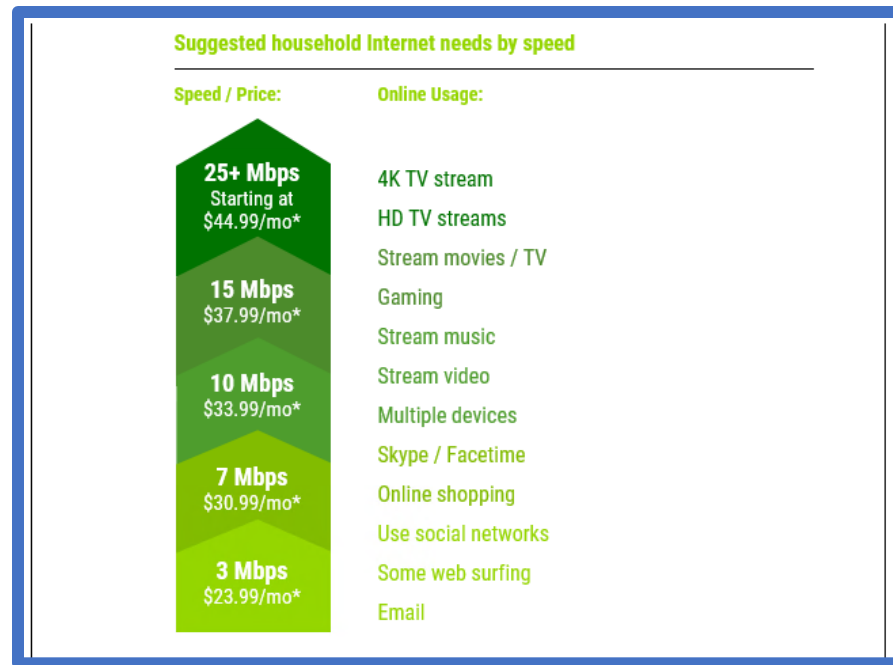 Suggested household Internet needs by speed
Speed / Price:
Online Usage:
25+ Mbps
Starting at
$44.99/mo*
15 Mbps
$37.99/mo*
10 Mbps
$33.99/mo*
7 Mbps
$30.99/mo*
3 Mbps
$23.99/mo*
4K TV stream
HD TV streams
Stream movies / TV
Gaming
Stream music
Stream video
Multiple devices
Skype / Facetime
Online shopping
Use social networks
Some web surfing
Email